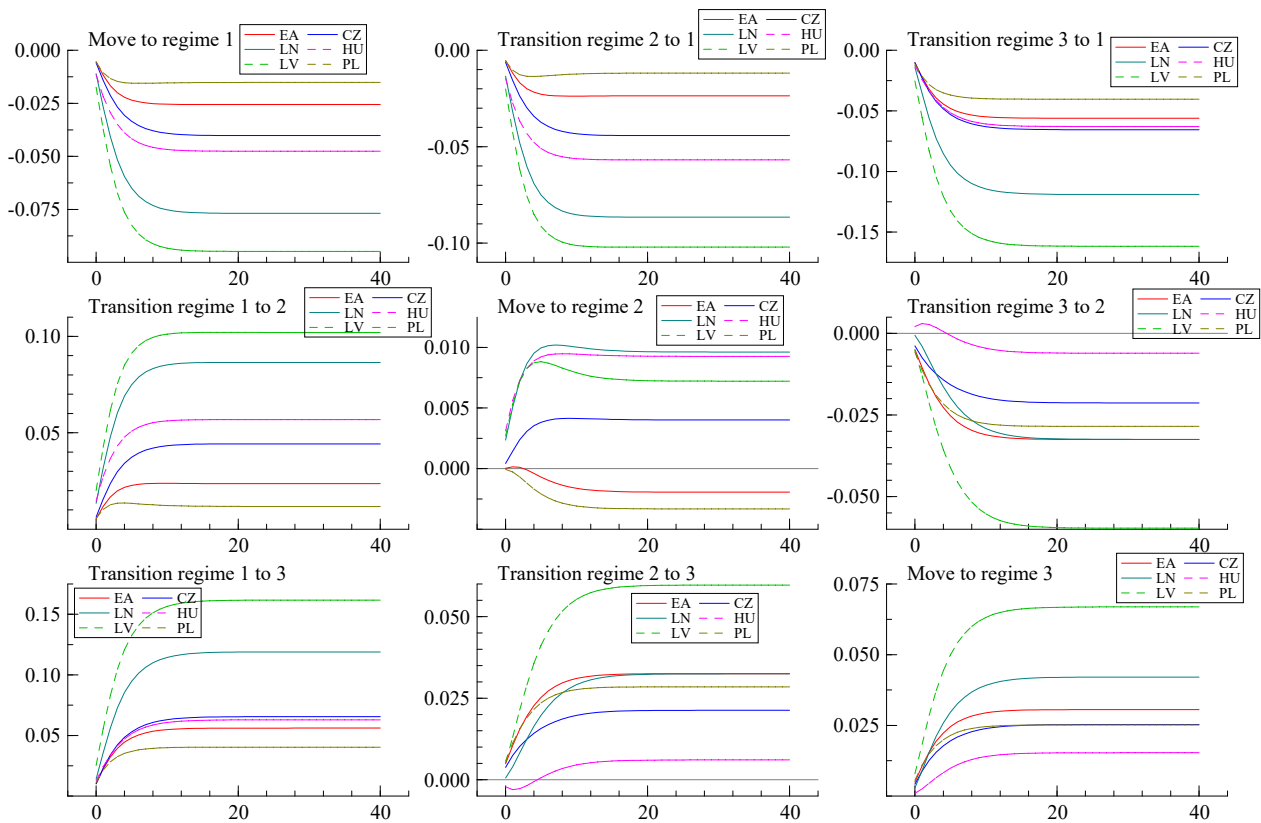 Move to regime 1
EA CZ
LN HU
LV PL
0.000
-0.025
-0.050
-0.075
0 20 40
Transition regime 2 to 1
EA CZ
LN HU
LV PL
0.00
-0.05
-0.10
0 20 40
Transition regime 3 to 1
EA CZ
LN HU
LV PL
0.00
-0.05
-0.10
-0.15
0 20 40
Transition regime 1 to 2
EA CZ
LN HU
LV PL
0.10
0.05
0 20 40
Move to regime 2
EA CZ
LN HU
LV PL
0.010
0.005
0.000
0 20 40
Transition regime 3 to 2
EA CZ
LN HU
LV PL
0.000
-0.025
-0.050
0 20 40
Transition regime 1 to 3
EA CZ
LN HU
LV PL
0.15
0.10
0.05
0 20 40
Transition regime 2 to 3
EA CZ
LN HU
LV PL
0.050
0.025
0.000
0 20 40
Move to regime 3
EA CZ
LN HU
LV PL
0.075
0.050
0.025
0 20 40